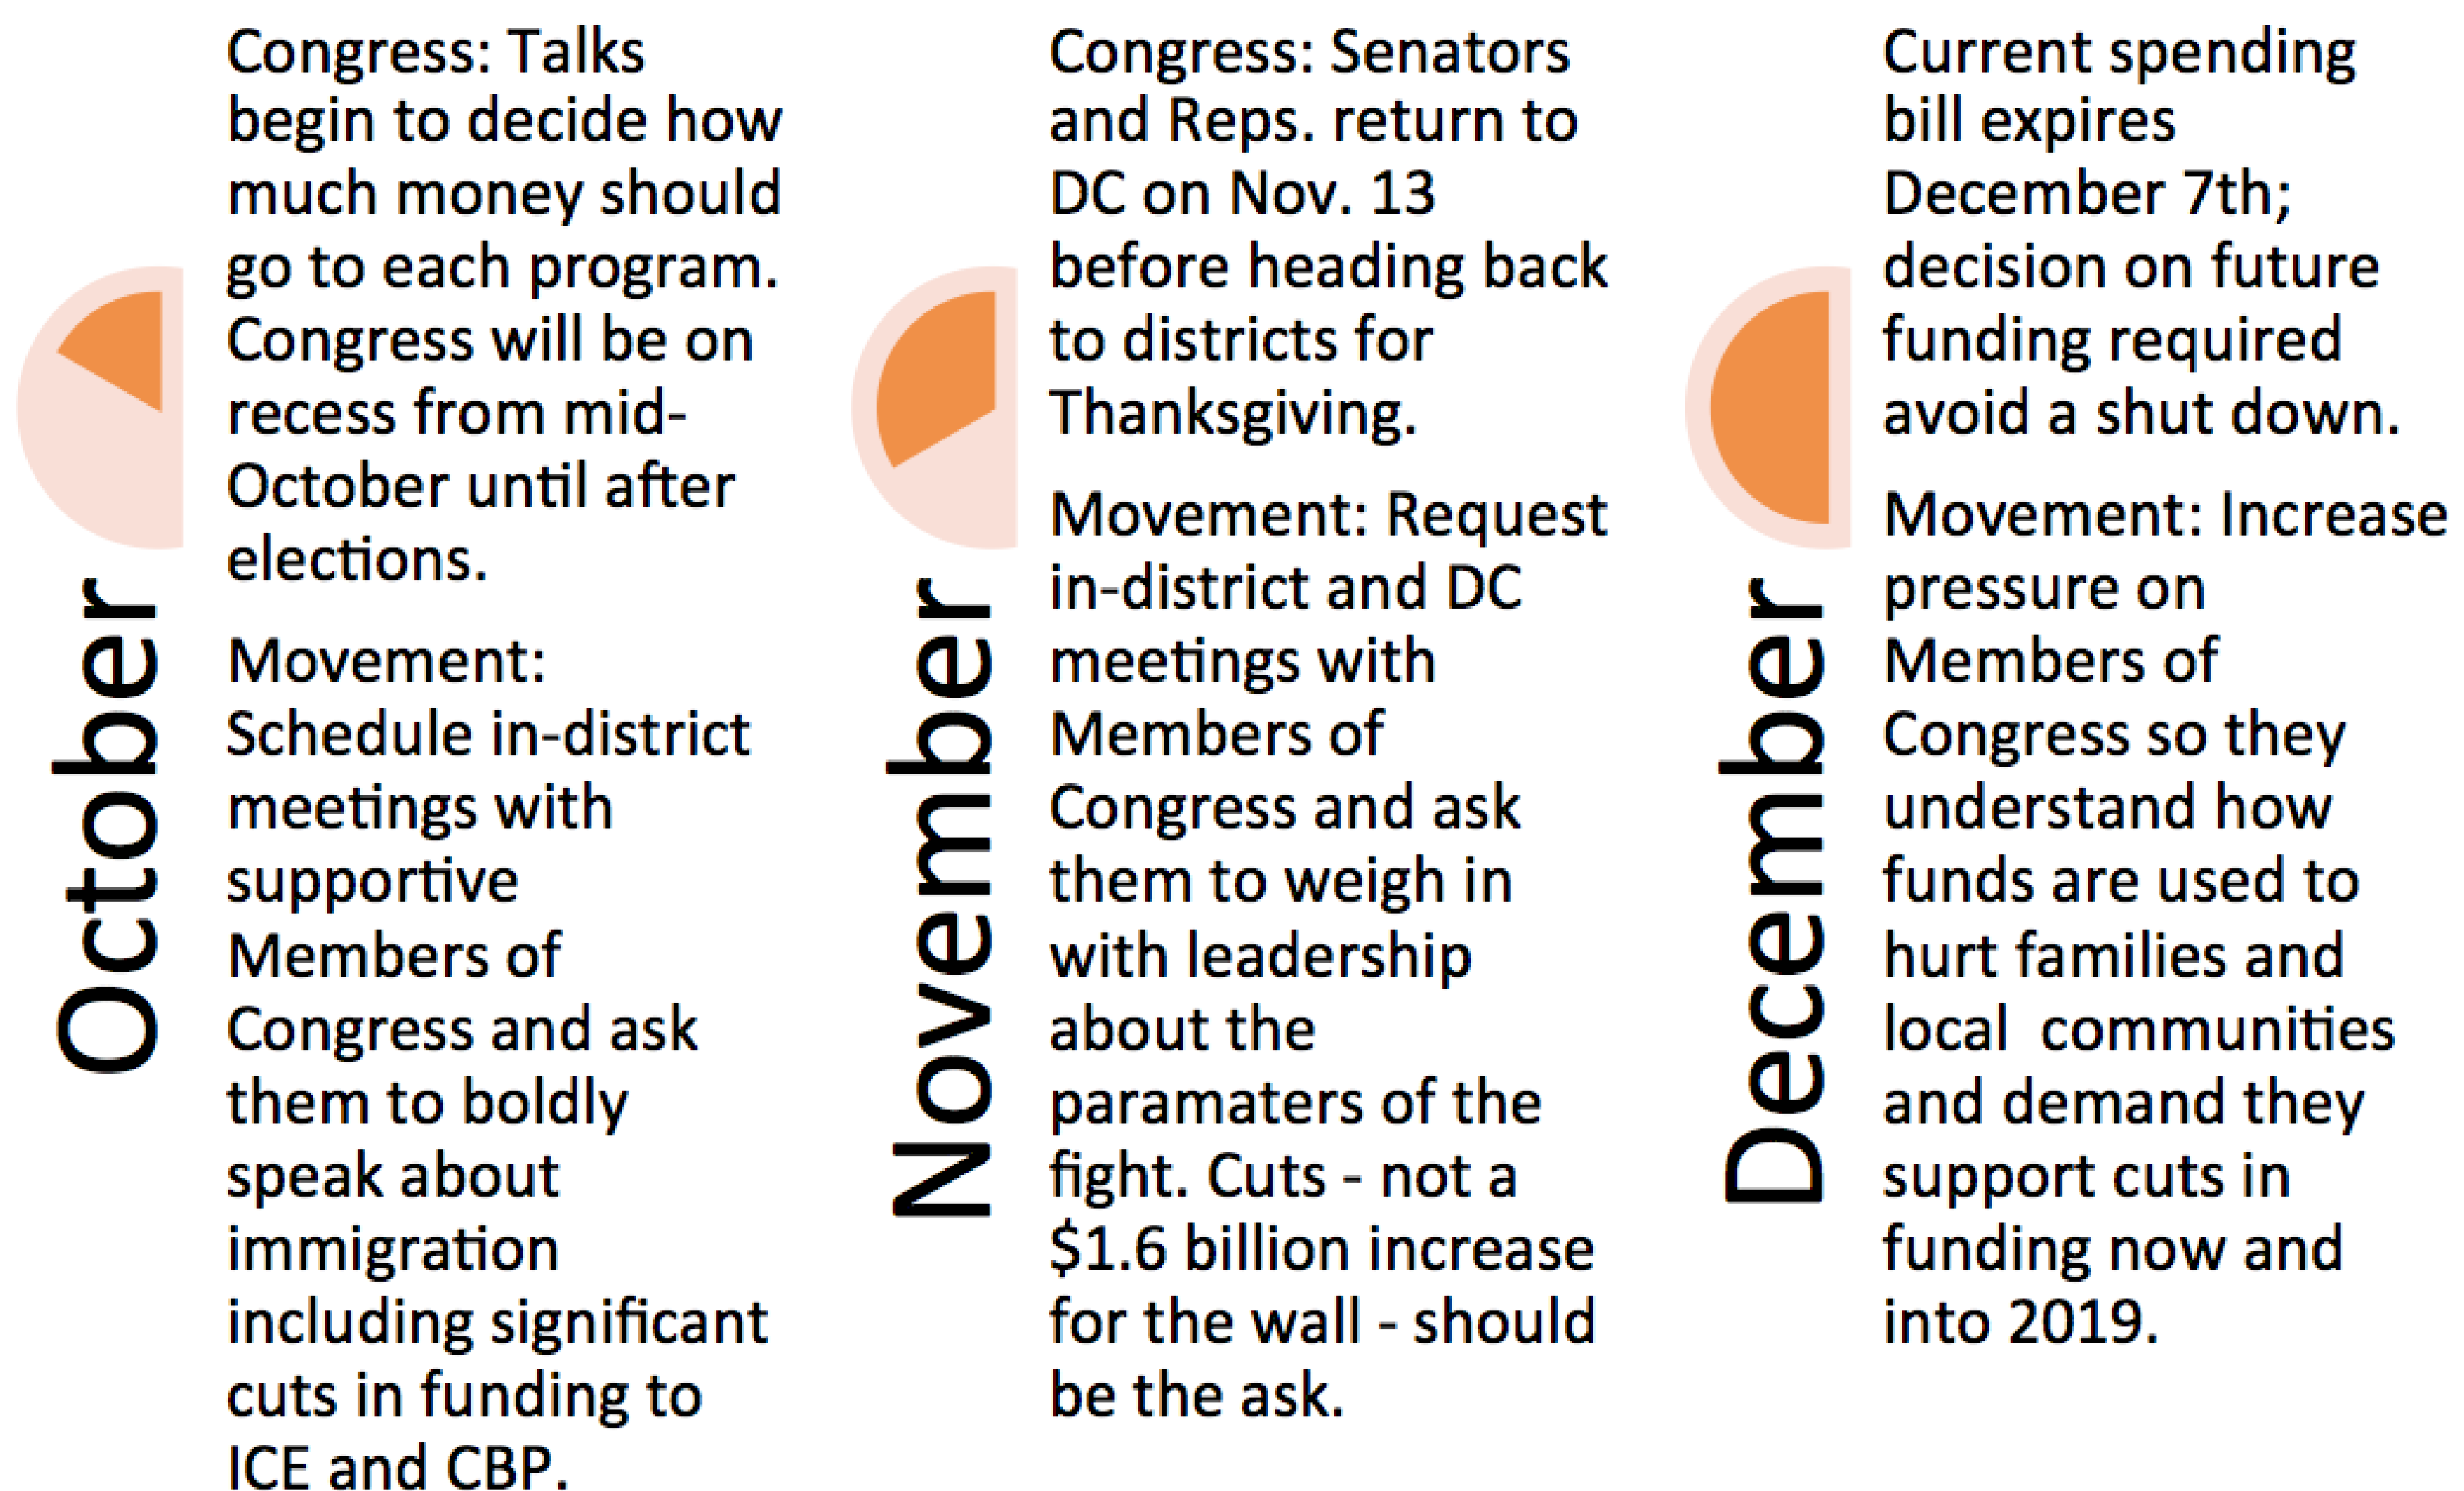 October
Congress: Talks
begin to decide how
much money should
go to each program.
Congress will be on
recess from mid-
October until after
elections.
Movement:
Schedule in-district
meetings with
supportive
Members of
Congress and ask
them to boldly
speak about
immigration
including significant
cuts in funding to
ICE and CBP.
November
Congress: Senators
and Reps. return to
DC on Nov. 13
before heading back
to districts for
Thanksgiving.
Movement: Request
in-district and DC
meetings with
Members of
Congress and ask
them to weigh in
with leadership
about the
paramaters of the
fight. Cuts - not a
$1.6 billion increase
for the wall - should
be the ask.
December
Current spending
bill expires
December 7th;
decision on future
funding required
avoid a shut down.
Movement: Increase
pressure on
Members of
Congress so they
understand how
funds are used to
hurt families and
local  communities
and demand they
support cuts in
funding now and
into 2019.